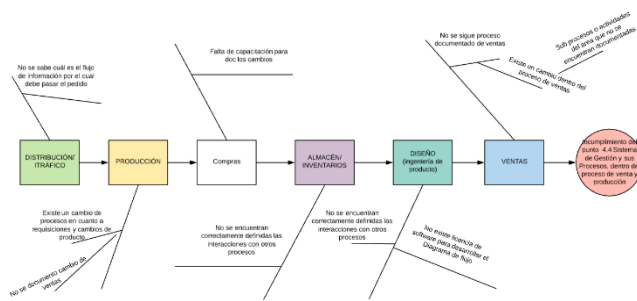 Sub procesos o actividades
del área que no se
encuentran documentadas
No se sigue proceso
documentado de ventas
Existe un cambio dentro del
proceso de ventas
Falta de capacitación para
doc los cambios
No se sabe cuál es el flujo
de información por el cual
debe pasar el pedido
DISTRIBUCIÓN/
TRÁFICO
PRODUCCIÓN
Compras
ALMACÉN/
INVENTARIOS
DISEÑO
(ingeniería de
producto)
VENTAS
Incumplimiento del
punto 4.4 Sistema
de Gestión y sus
Procesos, dentro de
proceso de venta y
producción
Existe un cambio de
procesos en cuanto a
requisiciones y cambios de
producto
No se documento cambio de
ventas
No se encuentran
correctamente definidas las
interacciones con otros
procesos
No se encuentran
correctamente definidas las
interacciones con otros
procesos
No existe licencia de
software para desarrollar el
Diagrama de flujo